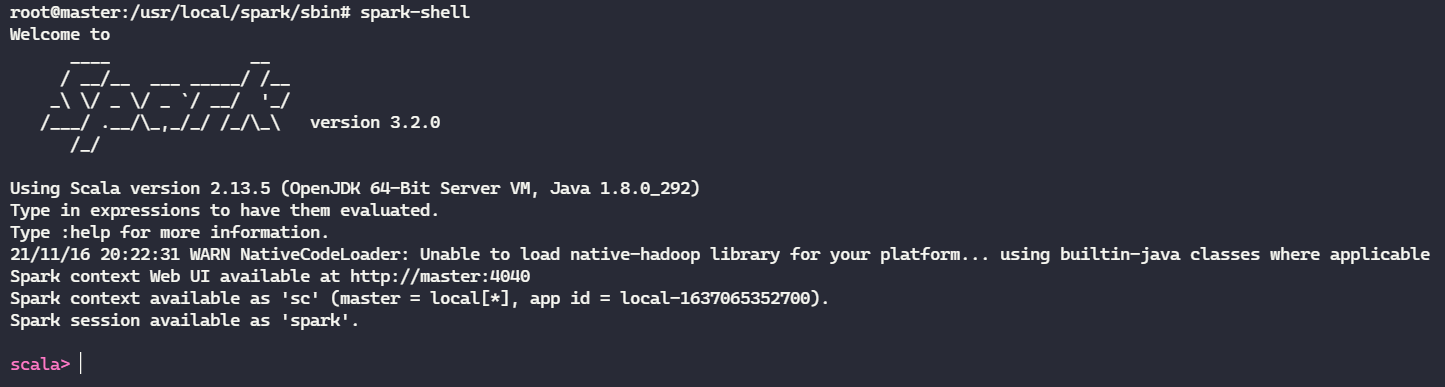 root@master:/usr/local/spark/sbin# spark-shell
Welcome to
      ____              __
     / __/__  ___ _____/ /__
    _\ \/ _ \/ _ `/ __/  '_/
   /___/ .__/\_,_/_/ /_/\_\   version 3.2.0
      /_/
Using Scala version 2.13.5 (OpenJDK 64-Bit Server VM, Java 1.8.0_292)
Type in expressions to have them evaluated.
Type :help for more information.
21/11/16 20:22:31 WARN NativeCodeLoader: Unable to load native-hadoop library for your platform... using builtin-java classes where applicable
Spark context Web UI available at http://master:4040
Spark context available as 'sc' (master = local[*], app id = local-1637065352700).
Spark session available as 'spark'.
scala>